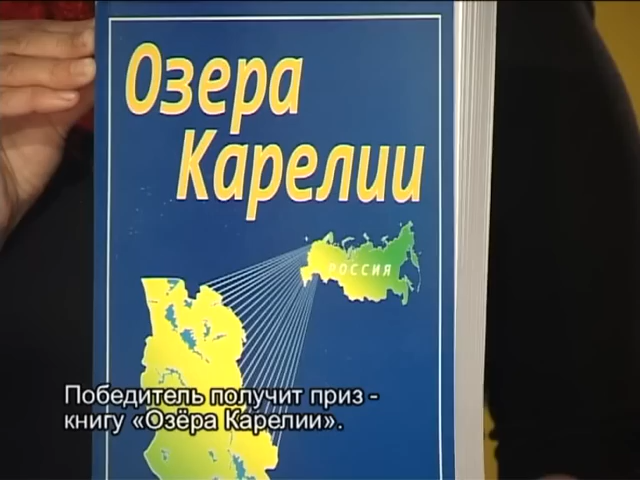 Озера
Карелии
РОССИЯ
Победитель получит приз -
книгу «Озёра Карелии».